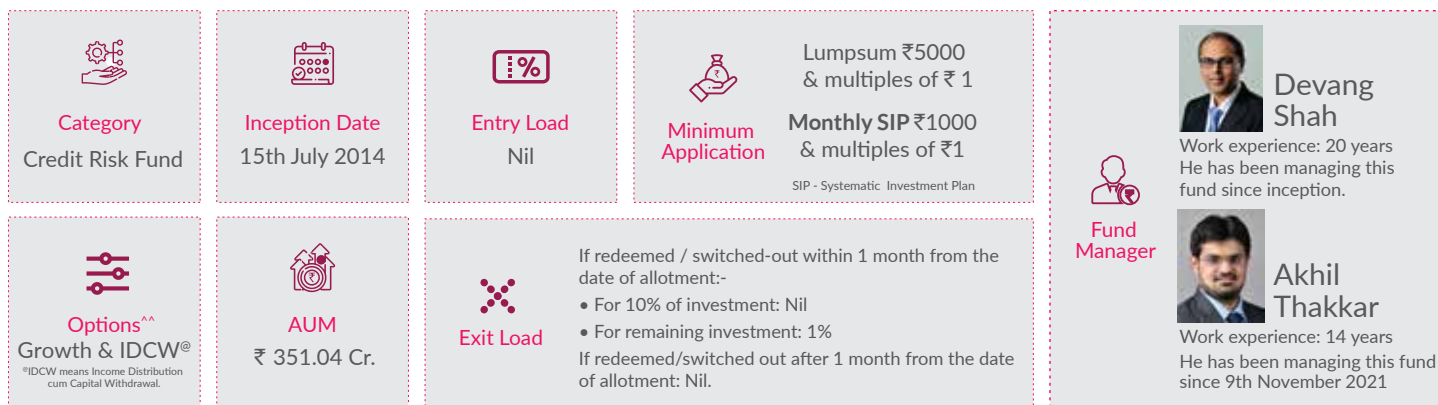 Category
Credit Risk Fund
Inception Date
15th July 2014
Entry Load
Nil
Minimum
Application
Lumpsum ₹5000
& multiples of ₹ 1
Monthly SIP ₹1000
& multiples of ₹1
SIP - Systematic Investment Plan
Options^^
Growth & IDCW@
@IDCW means Income Distribution
cum Capital Withdrawal.
AUM
₹ 351.04 Cr.
Exit Load
If redeemed / switched-out within 1 month from the
date of allotment:-
• For 10% of investment: Nil
• For remaining investment: 1%
If redeemed/switched out after 1 month from the date
of allotment: Nil.
Fund
Manager
Devang
Shah
Work experience: 20 years
He has been managing this
fund since inception.
Akhil
Thakkar
Work experience: 14 years
He has been managing this fund
since 9th November 2021